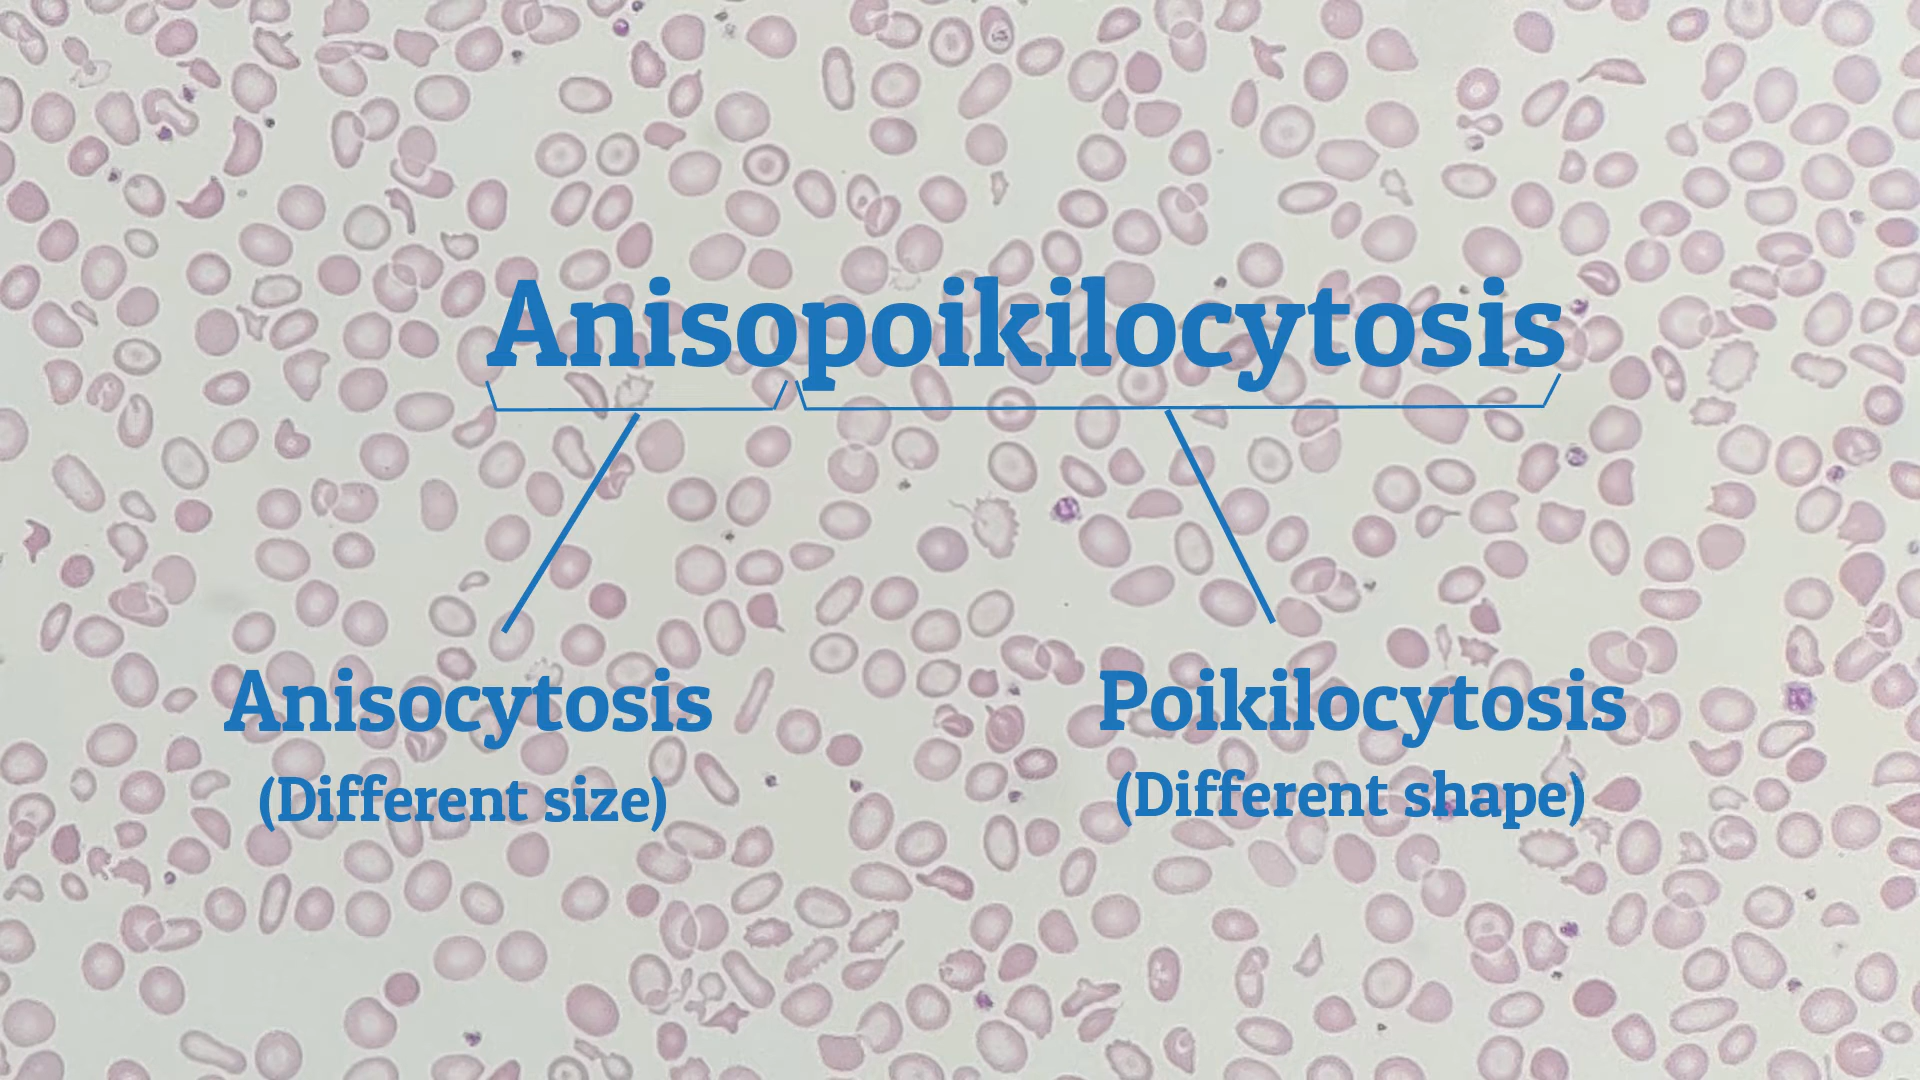 Anisopoikilocytosis
Anisocytosis
(Different size)
Poikilocytosis
(Different shape)